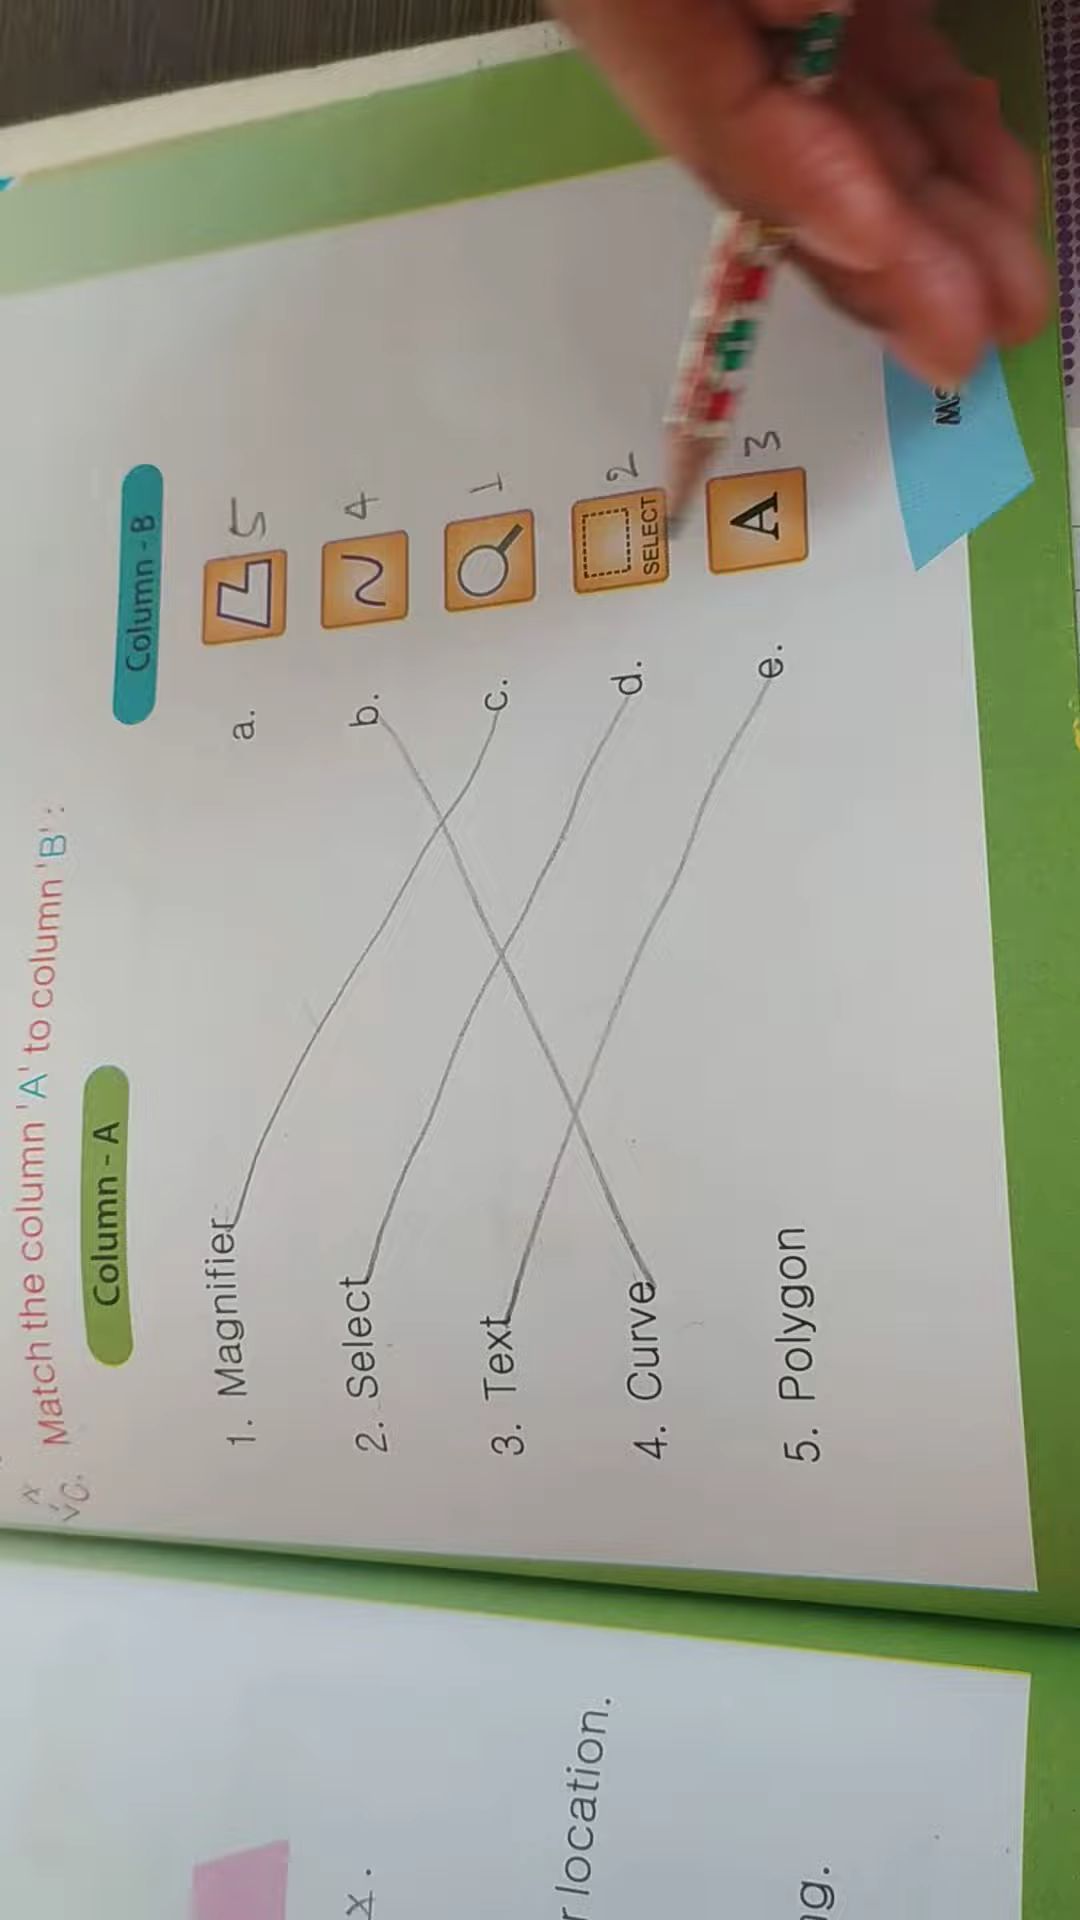 C. Match the column 'A' to column 'B':
Column - A
Column - B
1. Magnifier
a. 5
2. Select
b. 4
3. Text
c. 1
4. Curve
d. SELECT 2
5. Polygon
e. A 3
x.
location.